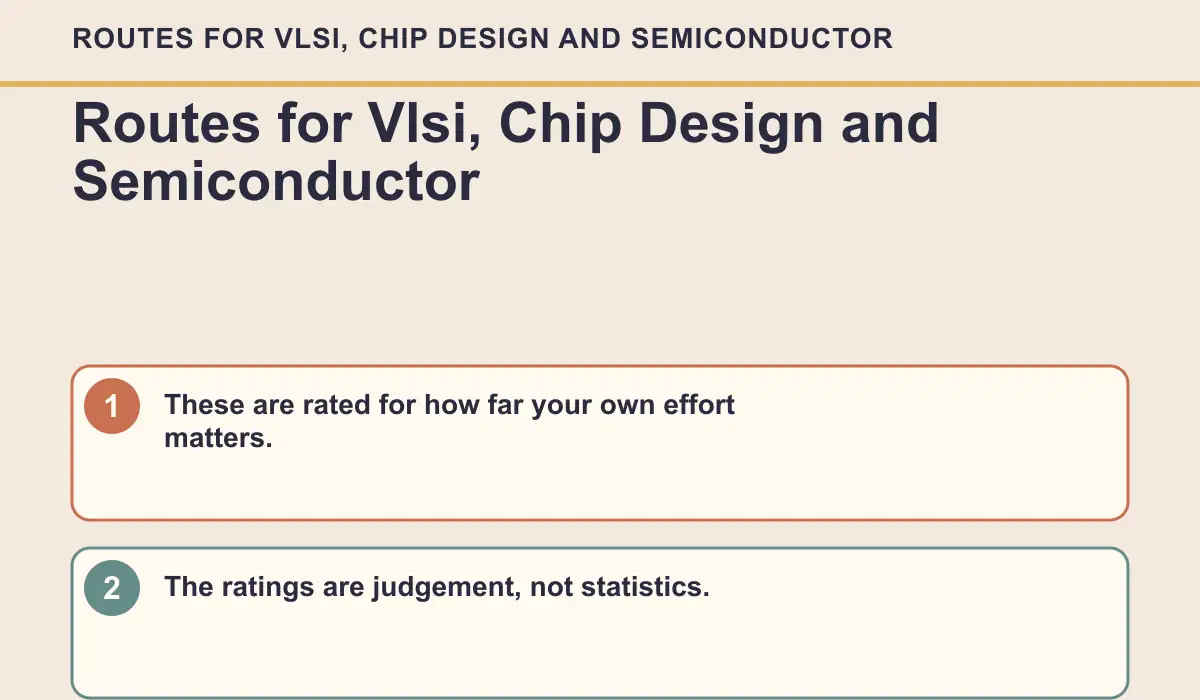 ROUTES FOR VLSI, CHIP DESIGN AND SEMICONDUCTOR
Routes for Vlsi, Chip Design and
Semiconductor
1
These are rated for how far your own effort
matters.
2
The ratings are judgement, not statistics.